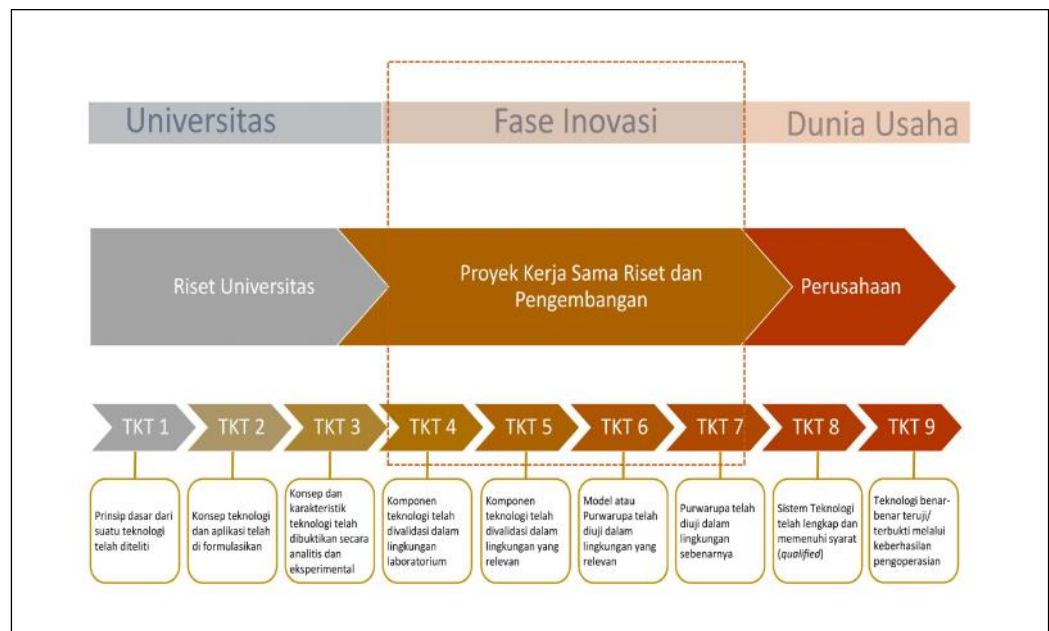 Universitas
Fase Inovasi
Dunia Usaha
Riset Universitas
Proyek Kerja Sama Riset dan
Pengembangan
Perusahaan
TKT 1
TKT 2
TKT 3
TKT 4
TKT 5
TKT 6
TKT 7
TKT 8
TKT 9
Prinsip dasar dari
suatu teknologi
telah diteliti
Konsep teknologi
dan aplikasi telah
di formulasikan
Konsep dan
karakteristik
teknologi telah
dibuktikan secara
analitis dan
eksperimental
Komponen
teknologi telah
divalidasi dalam
lingkungan
laboratorium
Komponen
teknologi telah
divalidasi dalam
lingkungan yang
relevan
Model atau
Purwarupa telah
diuji dalam
lingkungan yang
relevan
Purwarupa telah
diuji dalam
lingkungan
sebenarnya
Sistem Teknologi
telah lengkap dan
memenuhi syarat
(qualified)
Teknologi benar-
benar teruji/
terbukti melalui
keberhasilan
pengoperasian